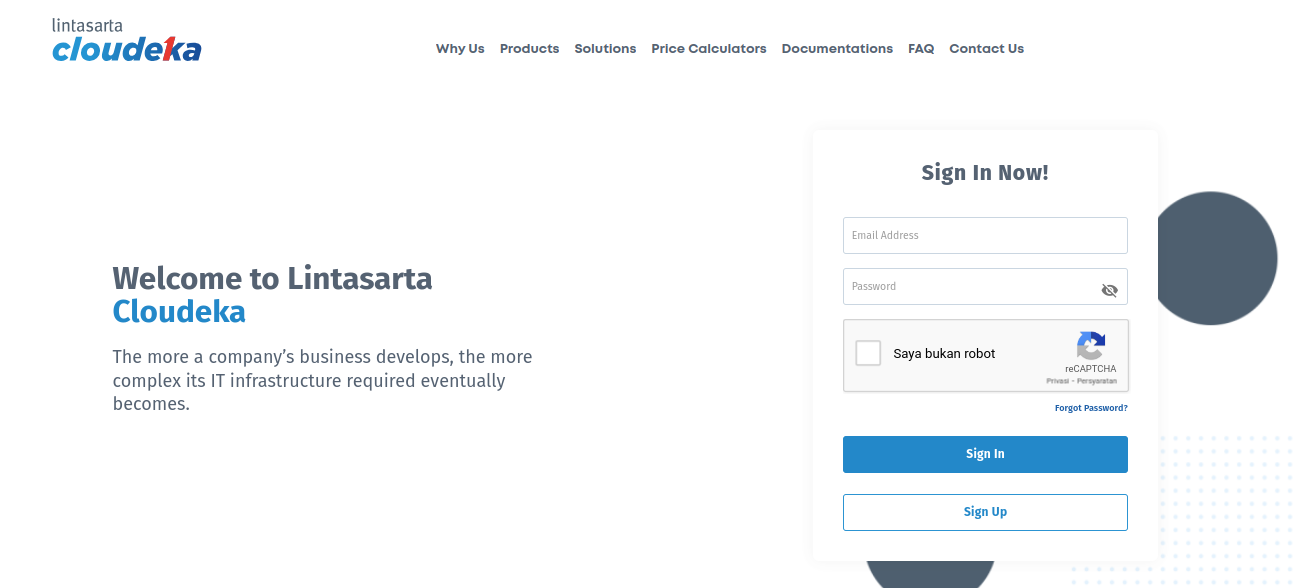 lintasarta
cloudeka
Why Us Products Solutions Price Calculators Documentations FAQ Contact Us
Welcome to Lintasarta
Cloudeka
The more a company’s business develops, the more
complex its IT infrastructure required eventually
becomes.
Sign In Now!
Email Address
Password
Saya bukan robot
reCAPTCHA
Privasi - Persyaratan
Forgot Password?
Sign In
Sign Up